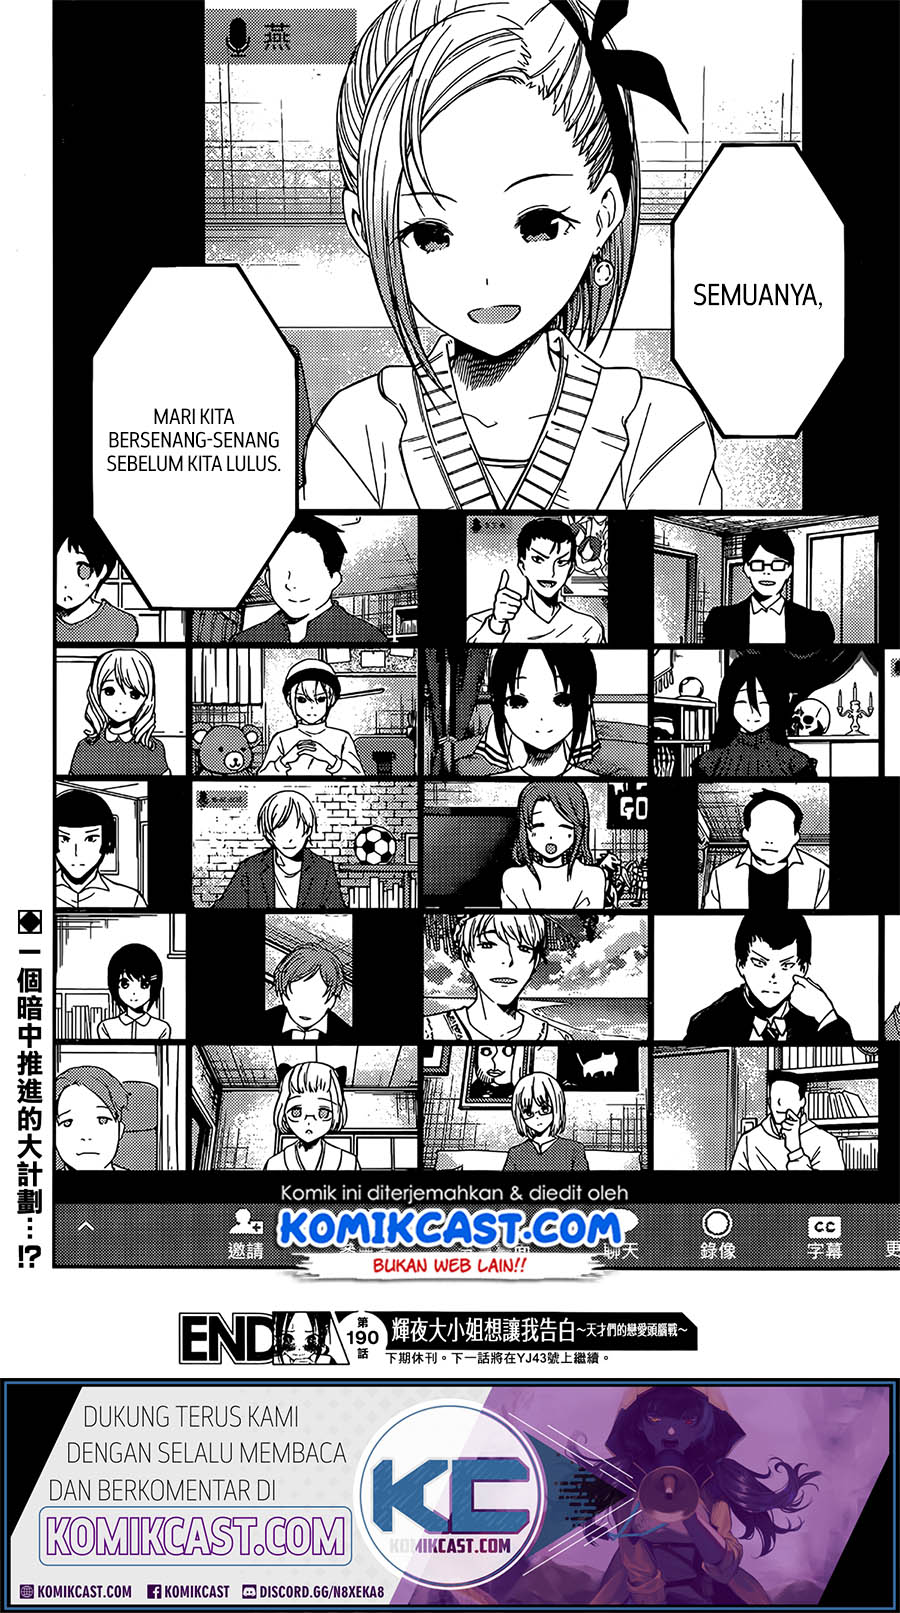 燕
SEMUANYA,
MARI KITA
BERSENANG-SENANG
SEBELUM KITA LULUS.
GO
一個暗中推進的大計劃…!?
Komik ini diterjemahkan & diedit oleh
KOMIKCAST.COM
BUKAN WEB LAIN!!
邀請
聊天
錄像
CC
字幕
更
END
第190話
輝夜大小姐想讓我告白～天才們的戀愛頭腦戰～
下期休刊。下一話將在YJ43號上繼續。
DUKUNG TERUS KAMI
DENGAN SELALU MEMBACA
DAN BERKOMENTAR DI
KOMIKCAST.COM
KC
KOMIKCAST.COM
KOMIKCAST.COM
KOMIKCAST
DISCORD.GG/N8XEKA8